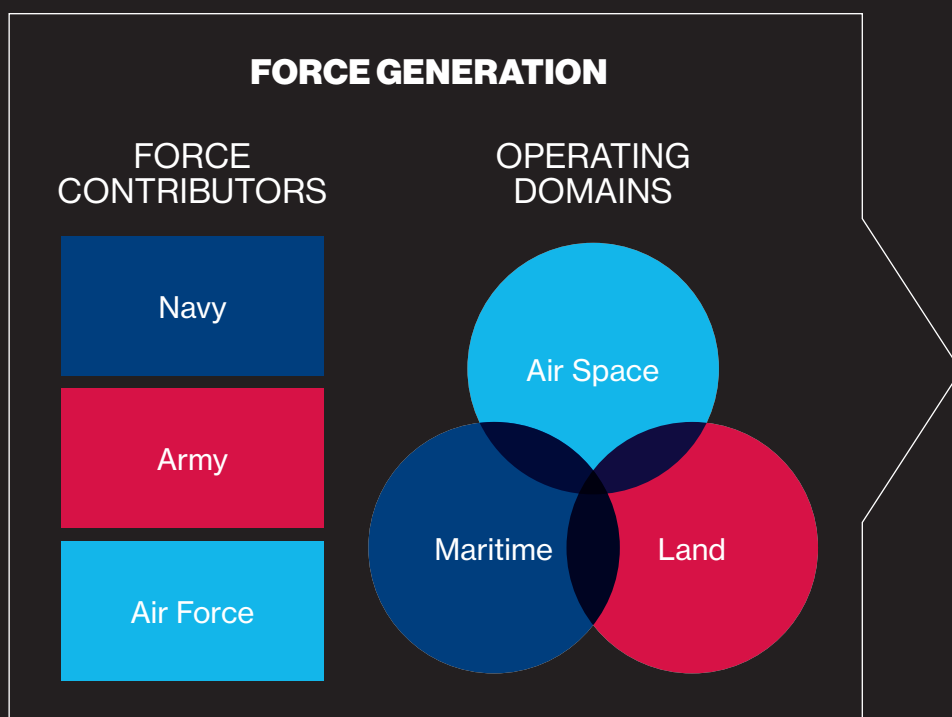 FORCE GENERATION
FORCE
CONTRIBUTORS
Navy
Army
Air Force
OPERATING
DOMAINS
Air Space
Maritime
Land